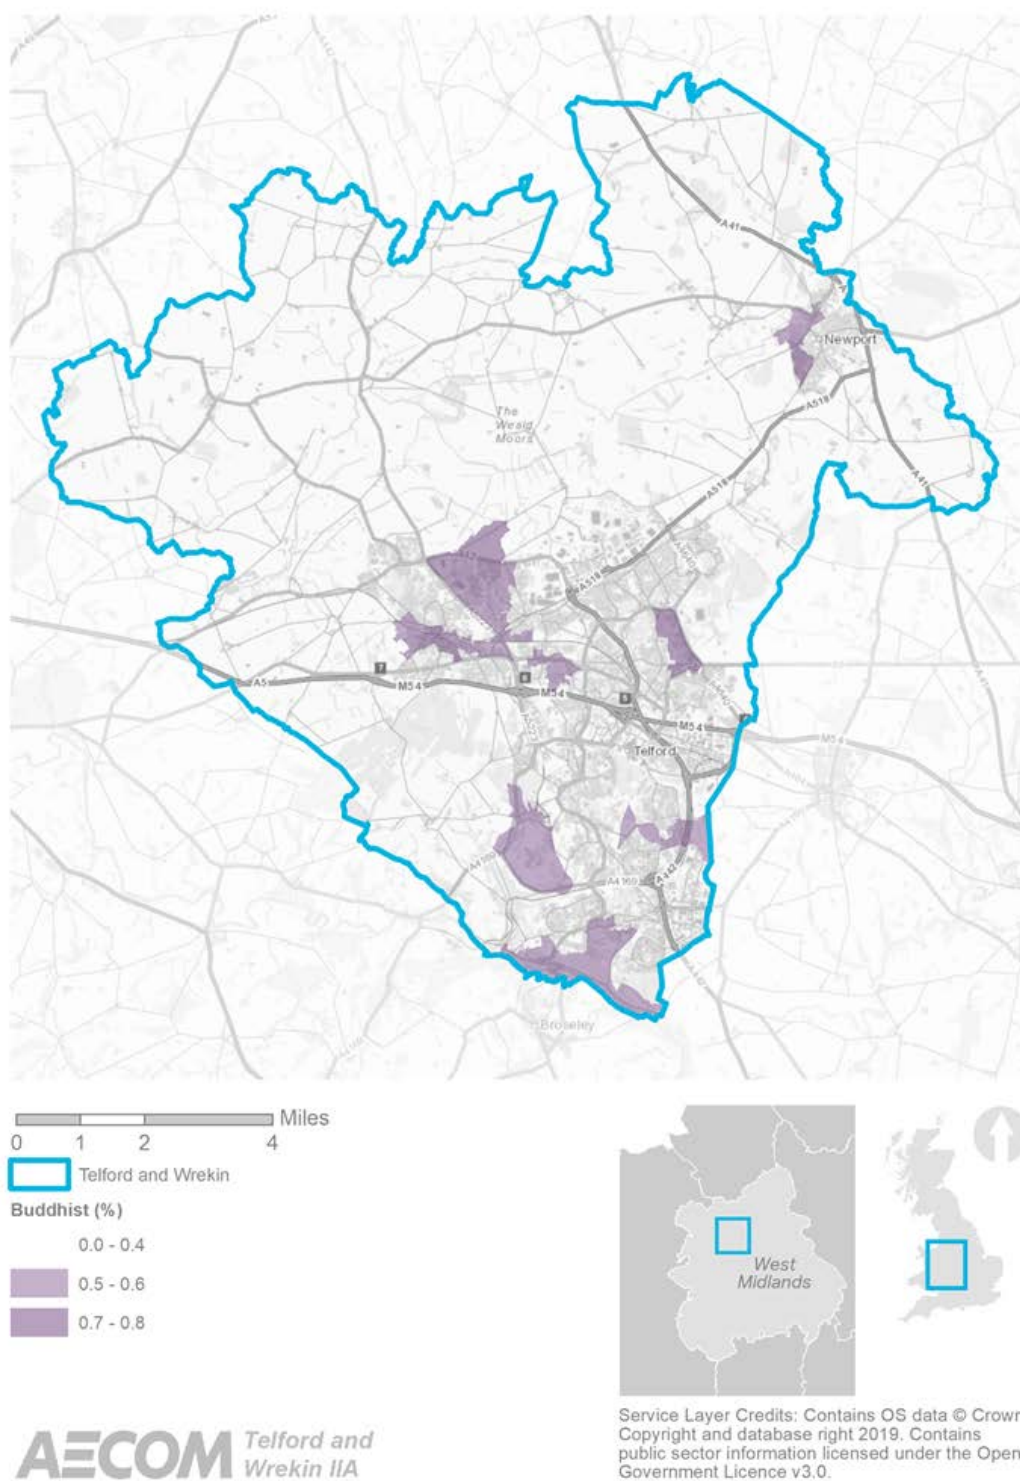 A41
Newport
A518
The
Weald
Moors
A518
A41
A518
7
6
5
A5
M54
M54
M54
M54
Telford
A4169
A442
Broseley
Miles
0 1 2 4
Telford and Wrekin
Buddhist (%)
0.0 - 0.4
0.5 - 0.6
0.7 - 0.8
West
Midlands
AECOM
Telford and
Wrekin IIA
Service Layer Credits: Contains OS data © Crown
Copyright and database right 2019. Contains
public sector information licensed under the Open
Government Licence v3.0.